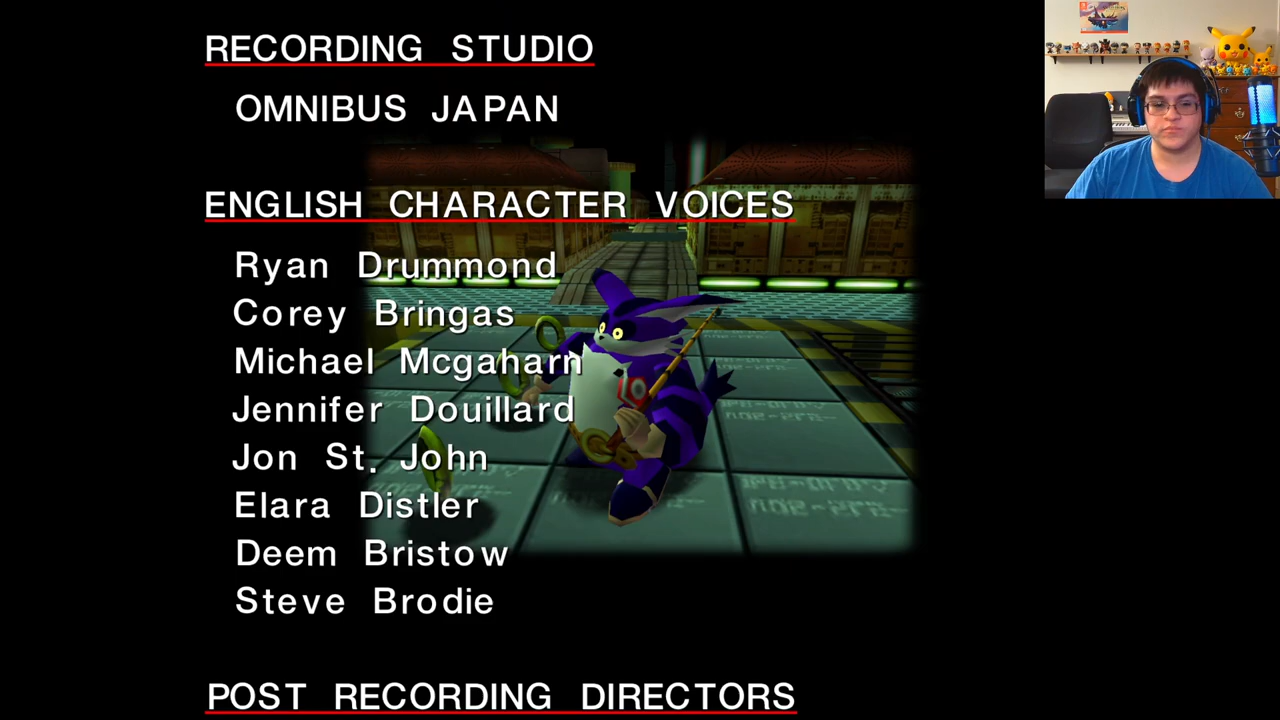 RECORDING STUDIO
OMNIBUS JAPAN
ENGLISH CHARACTER VOICES
Ryan Drummond
Corey Bringas
Michael Mcgaharn
Jennifer Douillard
Jon St. John
Elara Distler
Deem Bristow
Steve Brodie
POST RECORDING DIRECTORS